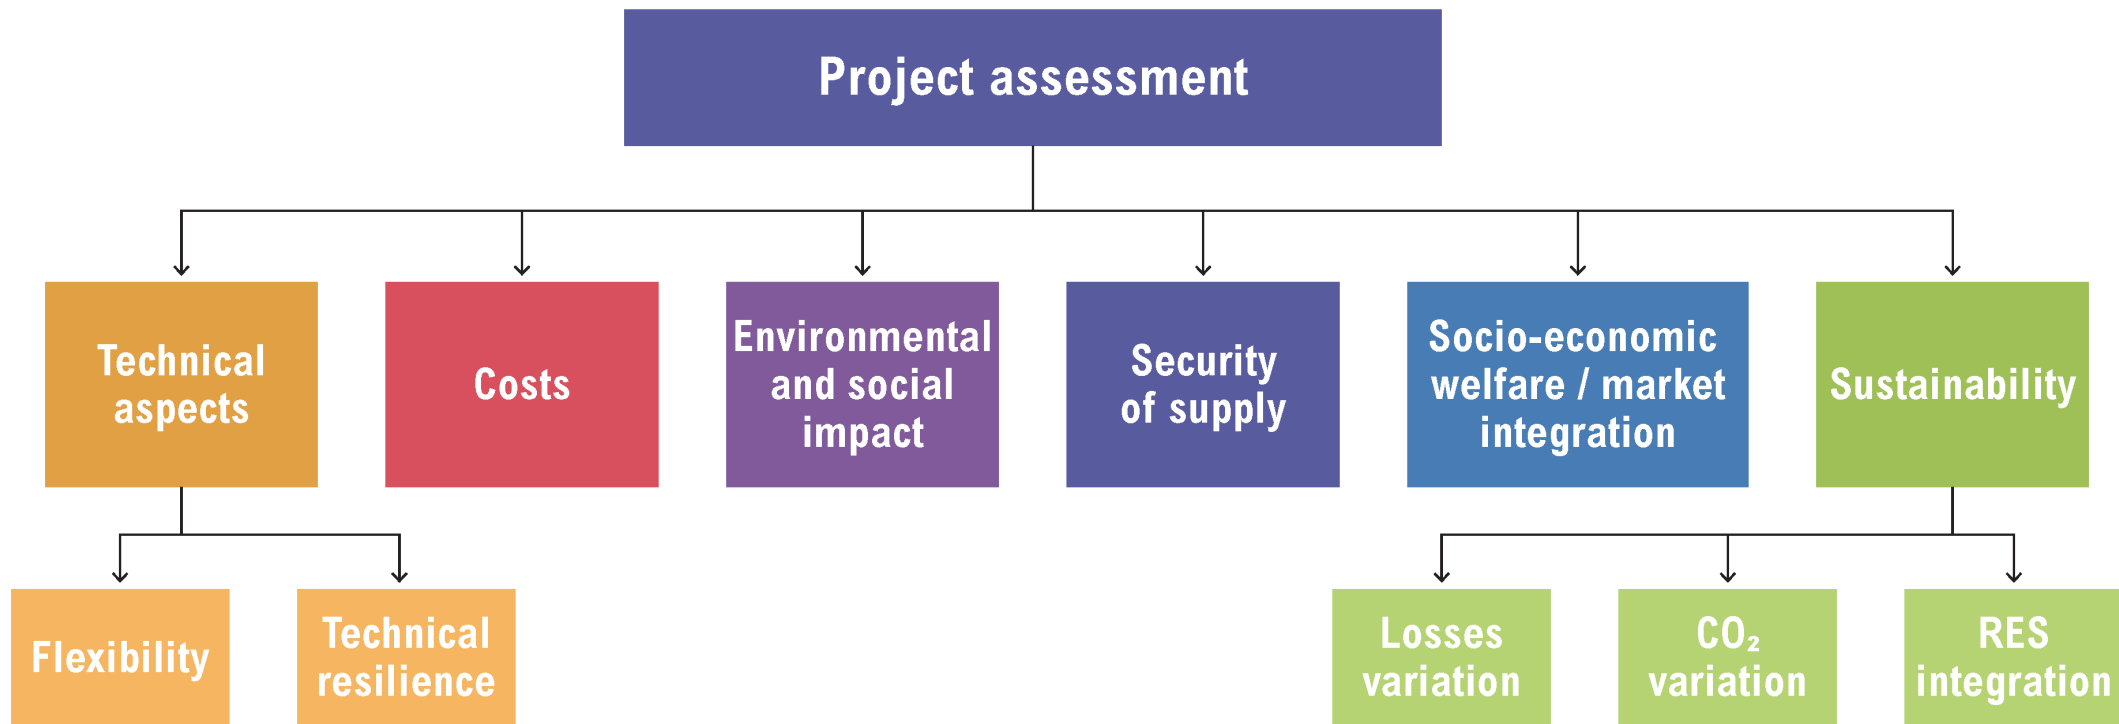 Project assessment
Technical
aspects
Costs
Environmental
and social
impact
Security
of supply
Socio-economic
welfare / market
integration
Sustainability
Flexibility
Technical
resilience
Losses
variation
CO₂
variation
RES
integration